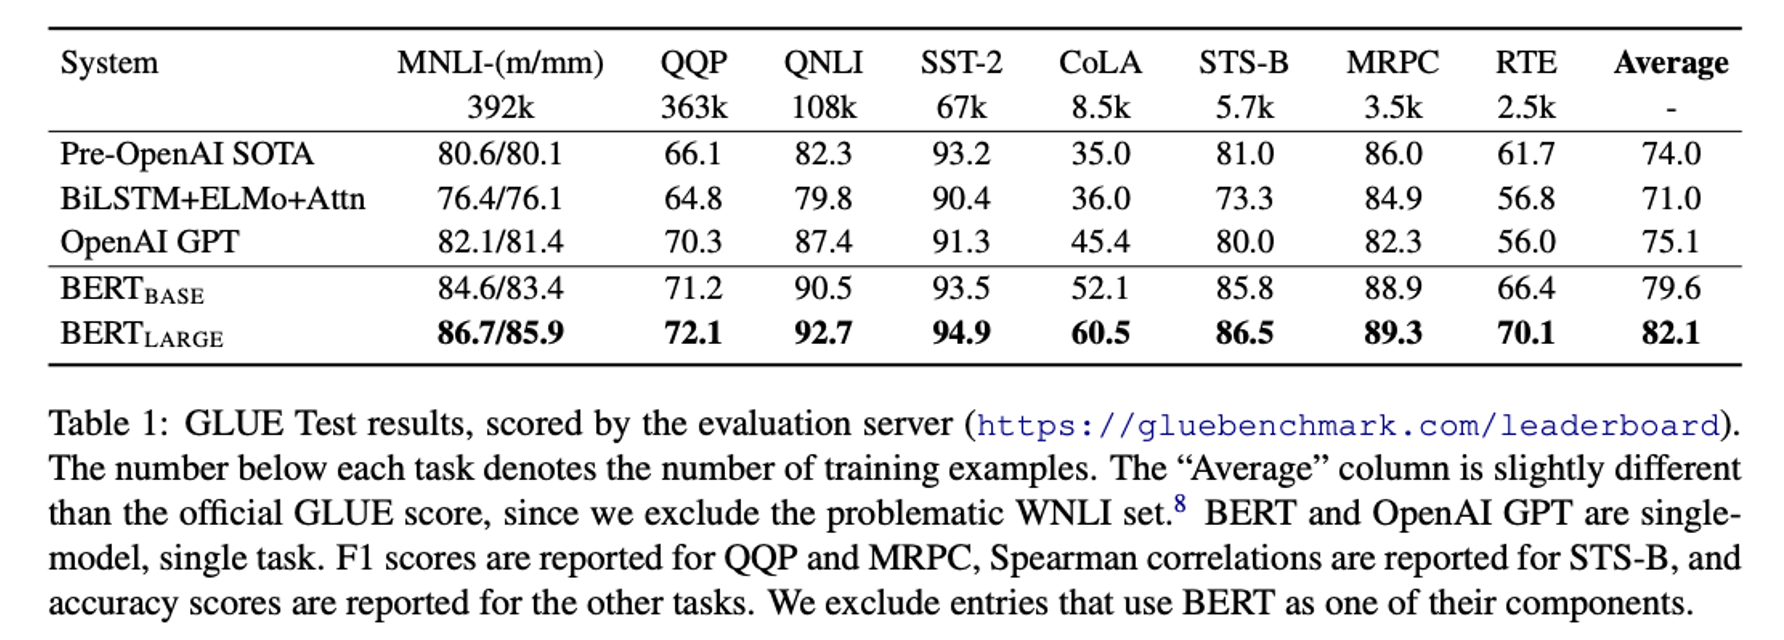 System MNLI-(m/mm) QQP QNLI SST-2 CoLA STS-B MRPC RTE Average
392k 363k 108k 67k 8.5k 5.7k 3.5k 2.5k -
Pre-OpenAI SOTA 80.6/80.1 66.1 82.3 93.2 35.0 81.0 86.0 61.7 74.0
BiLSTM+ELMo+Attn 76.4/76.1 64.8 79.8 90.4 36.0 73.3 84.9 56.8 71.0
OpenAI GPT 82.1/81.4 70.3 87.4 91.3 45.4 80.0 82.3 56.0 75.1
BERTBASE 84.6/83.4 71.2 90.5 93.5 52.1 85.8 88.9 66.4 79.6
BERTLARGE 86.7/85.9 72.1 92.7 94.9 60.5 86.5 89.3 70.1 82.1
Table 1: GLUE Test results, scored by the evaluation server (https://gluebenchmark.com/leaderboard).
The number below each task denotes the number of training examples. The “Average” column is slightly different
than the official GLUE score, since we exclude the problematic WNLI set.8 BERT and OpenAI GPT are single-
model, single task. F1 scores are reported for QQP and MRPC, Spearman correlations are reported for STS-B, and
accuracy scores are reported for the other tasks. We exclude entries that use BERT as one of their components.